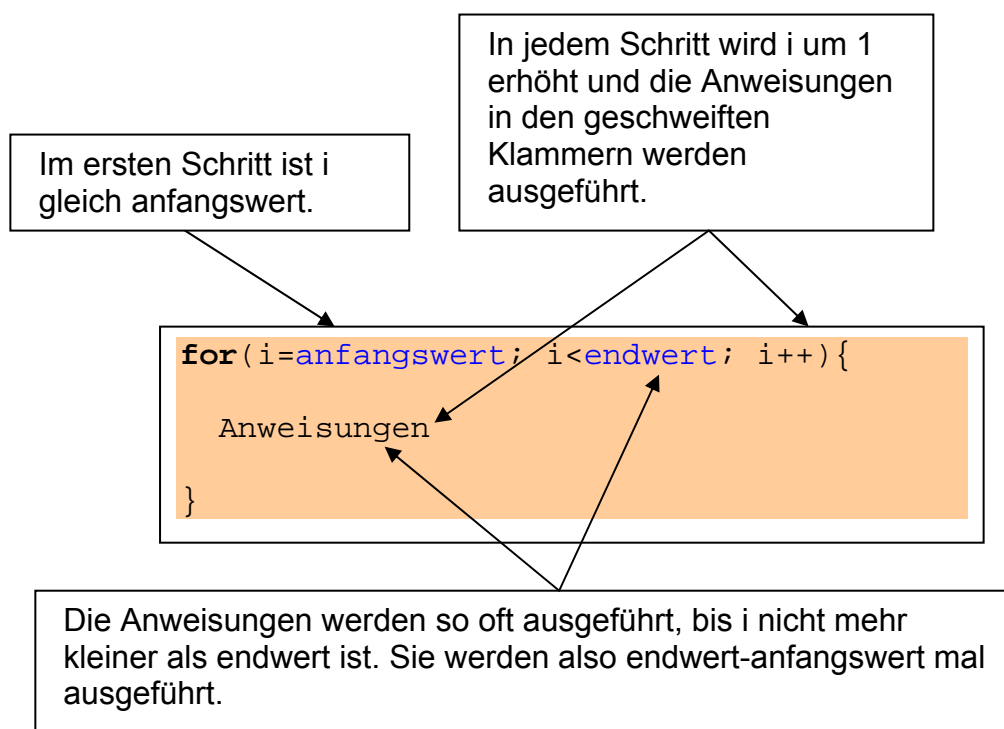 In jedem Schritt wird i um 1
erhöht und die Anweisungen
in den geschweiften
Klammern werden
ausgeführt.
Im ersten Schritt ist i
gleich anfangswert.
for(i=anfangswert; i<endwert; i++){
Anweisungen
}
Die Anweisungen werden so oft ausgeführt, bis i nicht mehr
kleiner als endwert ist. Sie werden also endwert-anfangswert mal
ausgeführt.